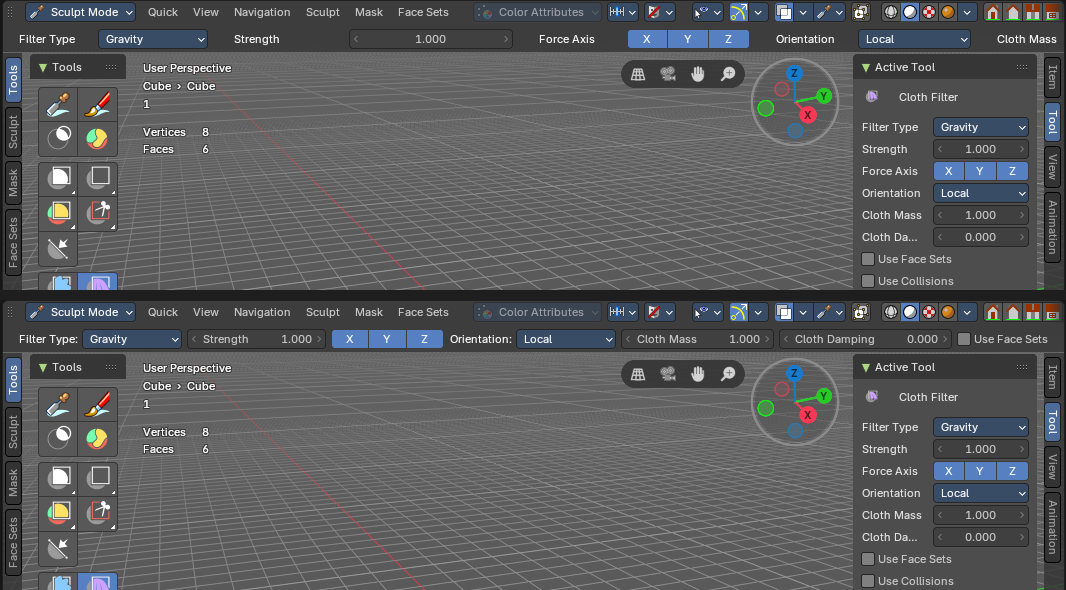 Sculpt Mode Quick View Navigation Sculpt Mask Face Sets Color Attributes
Filter Type Gravity Strength 1.000 Force Axis X Y Z Orientation Local Cloth Mass
Tools
Sculpt
Mask
Face Sets
Tools
User Perspective
Cube › Cube
1
Vertices 8
Faces 6
Z
Y
X
Active Tool
Cloth Filter
Filter Type Gravity
Strength 1.000
Force Axis X Y Z
Orientation Local
Cloth Mass 1.000
Cloth Da... 0.000
Use Face Sets
Use Collisions
Item
Tool
View
Animation
Sculpt Mode Quick View Navigation Sculpt Mask Face Sets Color Attributes
Filter Type: Gravity Strength 1.000 X Y Z Orientation: Local Cloth Mass 1.000 Cloth Damping 0.000 Use Face Sets
Tools
Sculpt
Mask
Face Sets
Tools
User Perspective
Cube › Cube
1
Vertices 8
Faces 6
Z
Y
X
Active Tool
Cloth Filter
Filter Type Gravity
Strength 1.000
Force Axis X Y Z
Orientation Local
Cloth Mass 1.000
Cloth Da... 0.000
Use Face Sets
Use Collisions
Item
Tool
View
Animation